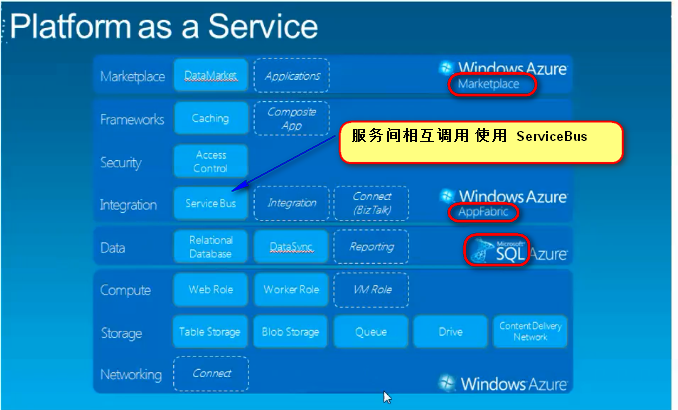 Platform as a Service
Marketplace
DataMarket
Applications
Windows Azure
Marketplace
Frameworks
Caching
Composite
App
服务间相互调用 使用 ServiceBus
Security
Access
Control
Integration
Service Bus
Integration
Connect
(BizTalk)
Windows Azure
AppFabric
Data
Relational
Database
DataSync
Reporting
Microsoft
SQL Azure
Compute
Web Role
Worker Role
VM Role
Storage
Table Storage
Blob Storage
Queue
Drive
Content Delivery
Network
Networking
Connect
Windows Azure